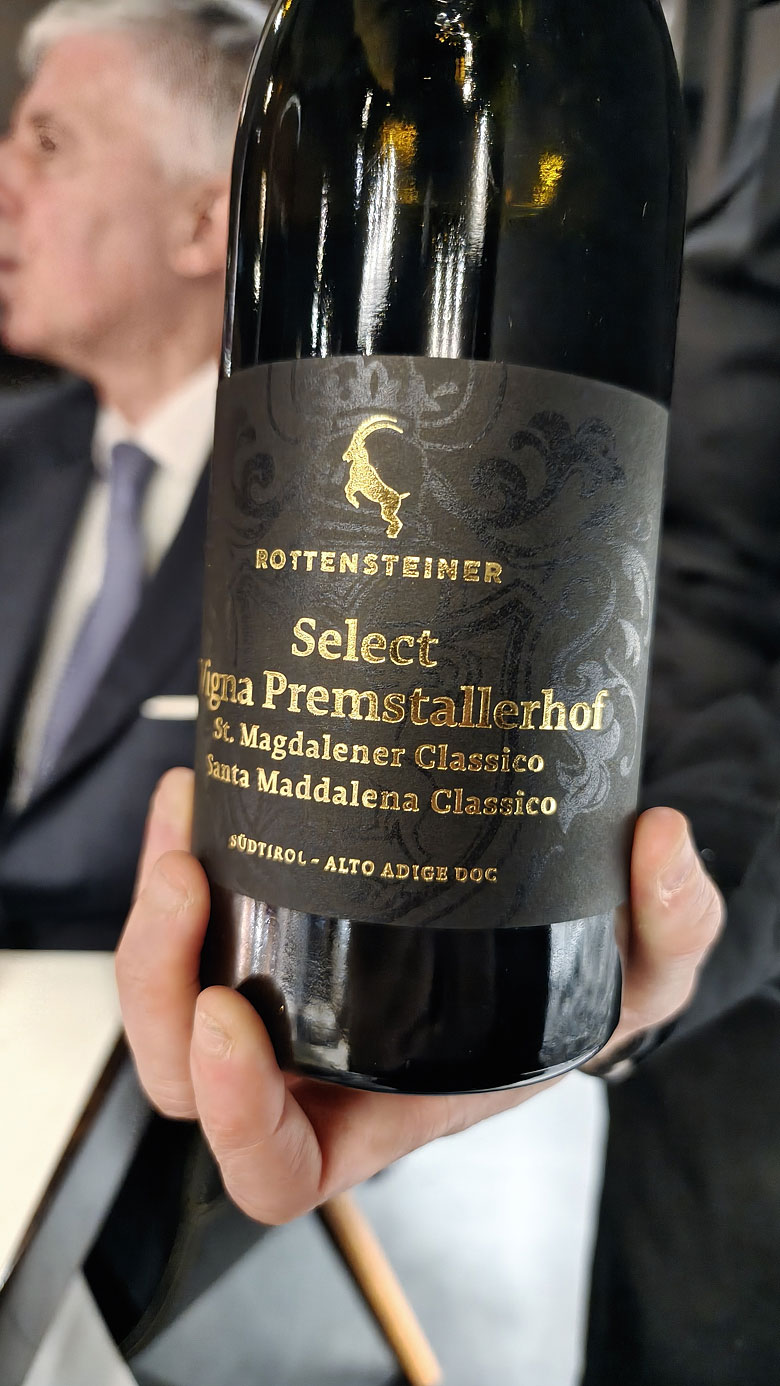 ROTTENSTEINER
Select
Vigna Premstallerhof
St. Magdalener Classico
Santa Maddalena Classico
SÜDTIROL - ALTO ADIGE DOC